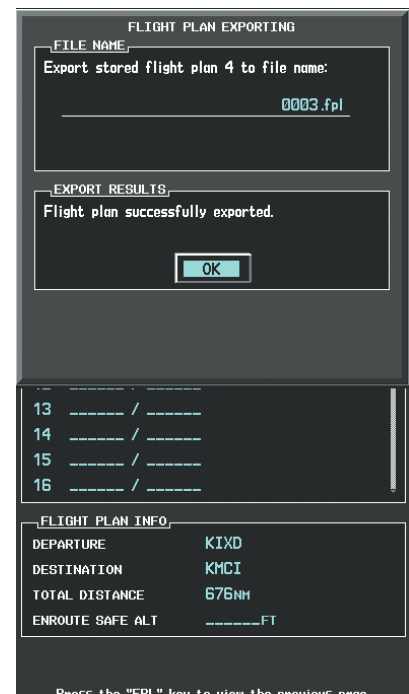 FLIGHT PLAN EXPORTING
FILE NAME
Export stored flight plan 4 to file name:
0003.fpl
EXPORT RESULTS
Flight plan successfully exported.
OK
13 ______ / ______
14 ______ / ______
15 ______ / ______
16 ______ / ______
FLIGHT PLAN INFO
DEPARTURE KIXD
DESTINATION KMCI
TOTAL DISTANCE 676NM
ENROUTE SAFE ALT ______FT
Press the "FPL" key to view the previous page